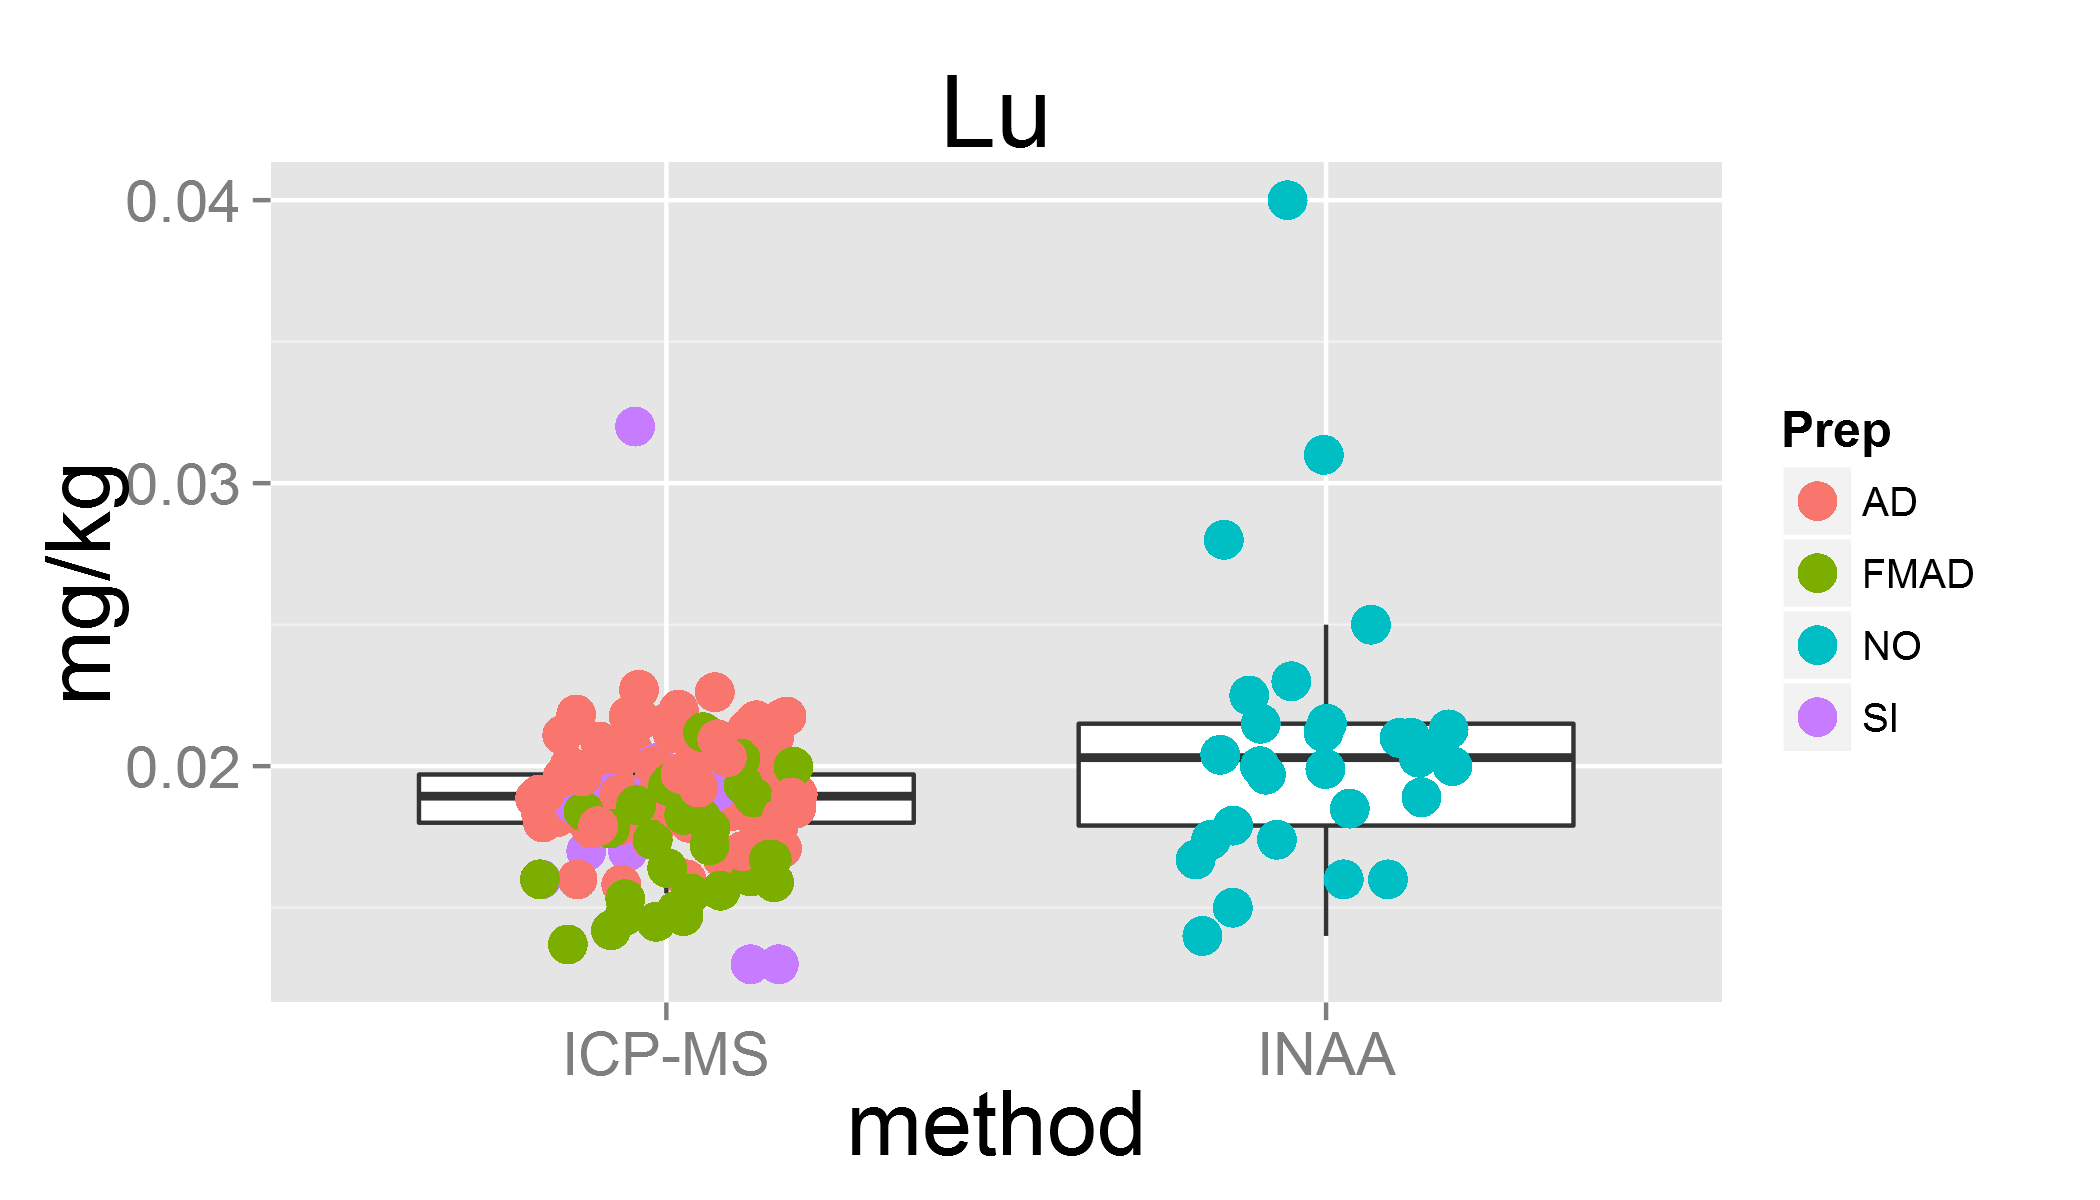 Lu
mg/kg
0.04
0.03
0.02
ICP-MS
INAA
method
Prep
AD
FMAD
NO
SI